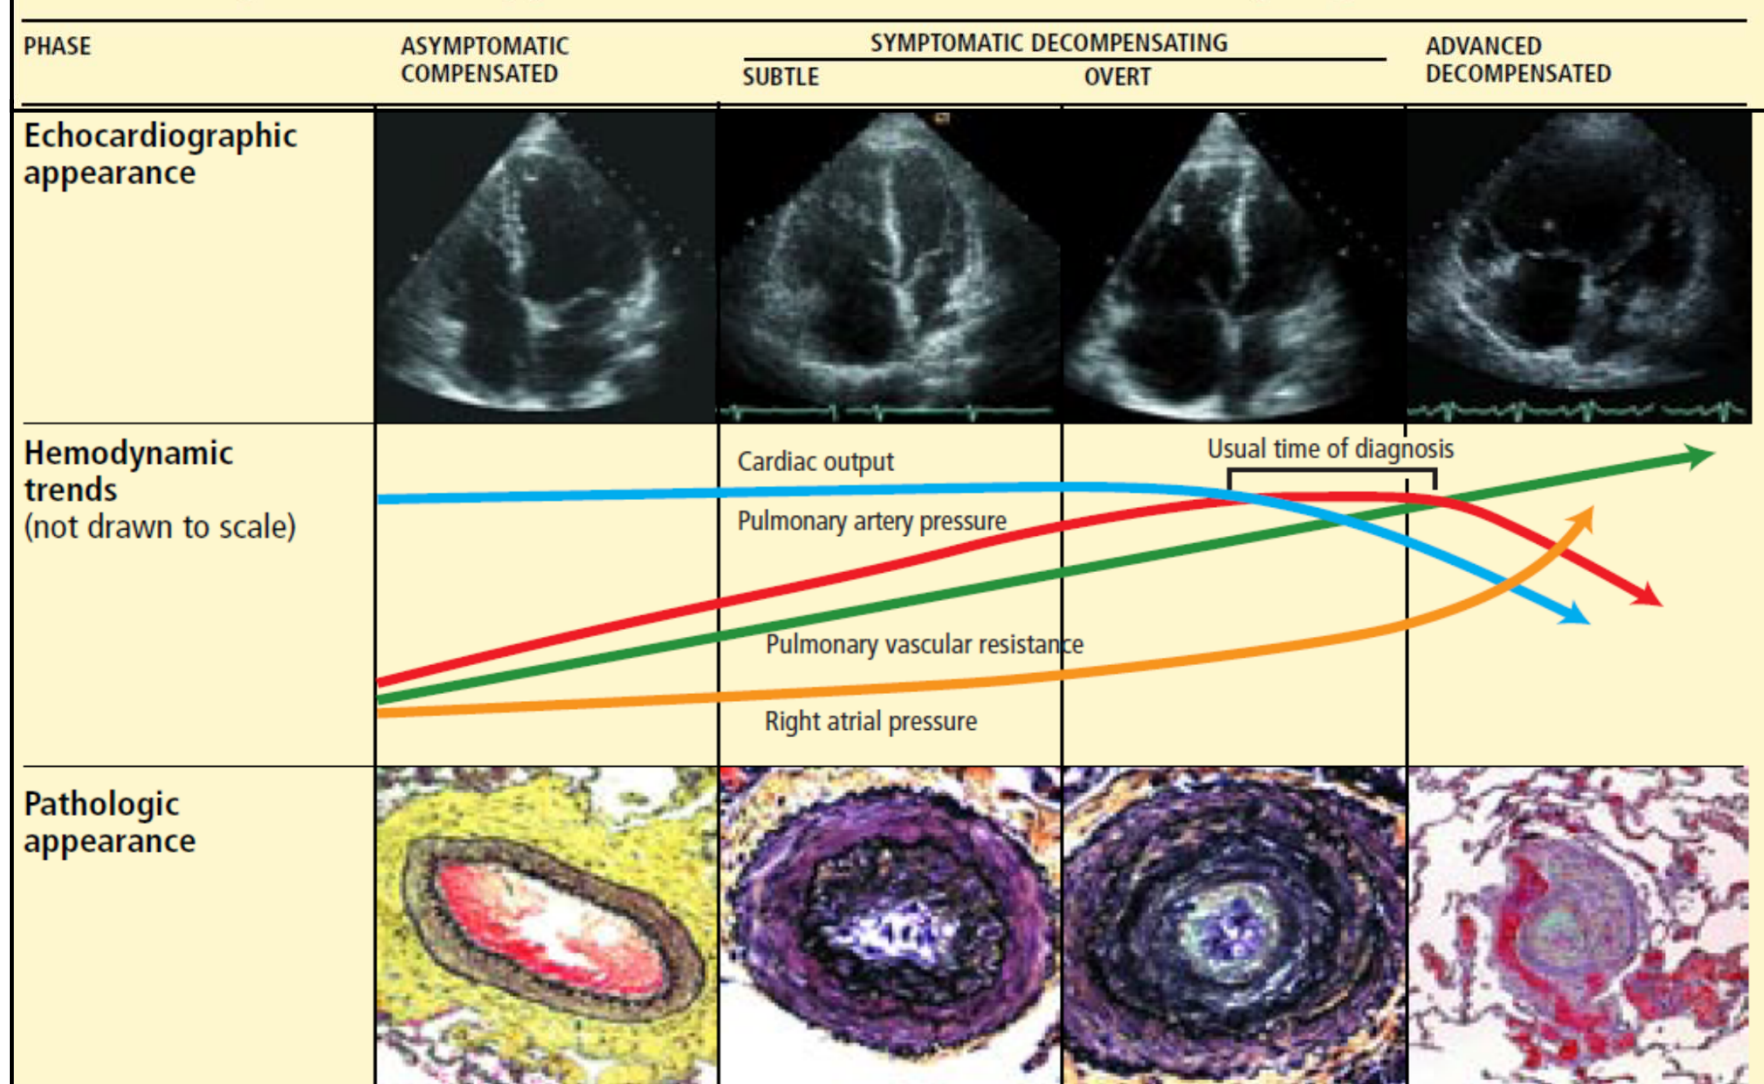 PHASE
ASYMPTOMATIC
COMPENSATED
SYMPTOMATIC DECOMPENSATING
SUBTLE
OVERT
ADVANCED
DECOMPENSATED
Echocardiographic
appearance
Hemodynamic
trends
(not drawn to scale)
Usual time of diagnosis
Cardiac output
Pulmonary artery pressure
Pulmonary vascular resistance
Right atrial pressure
Pathologic
appearance